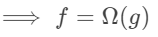 ⟹ f = Ω(g)